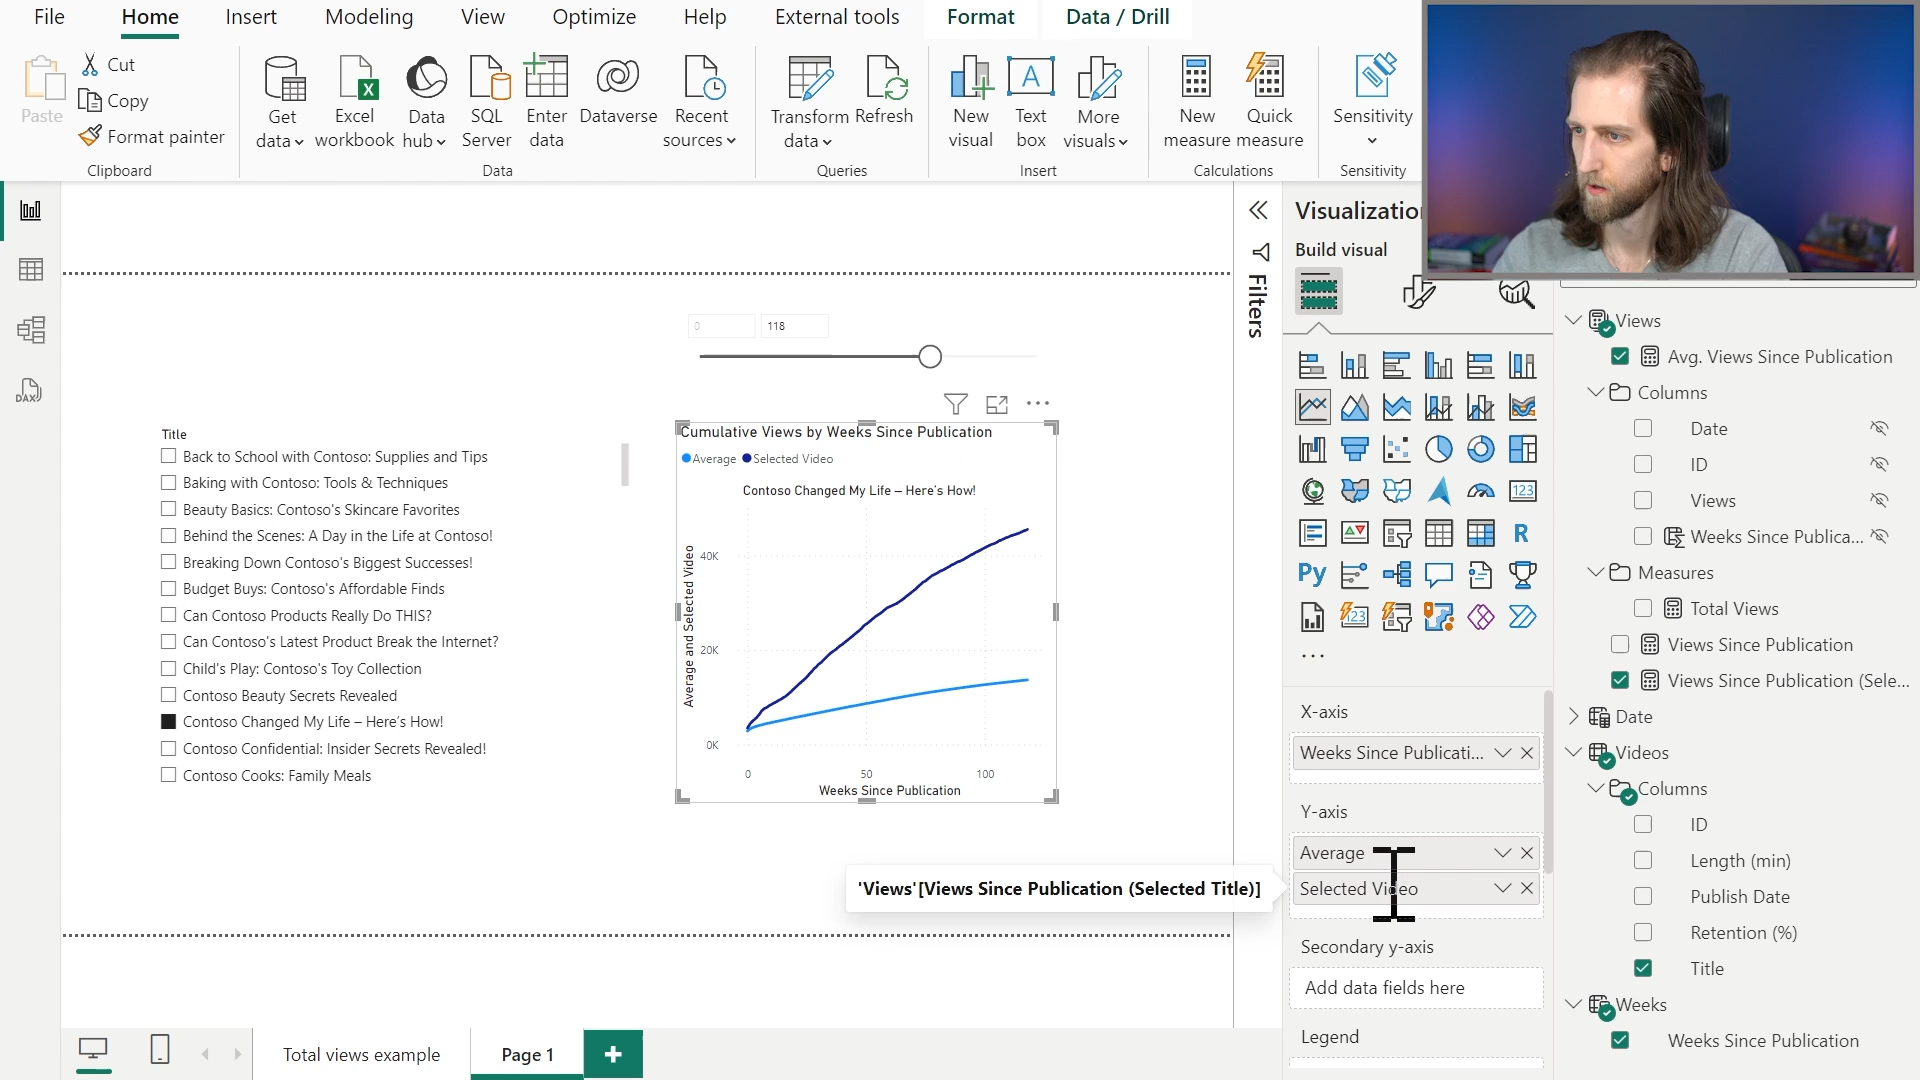 File
Home
Insert
Modeling
View
Optimize
Help
External tools
Format
Data / Drill
Paste
Cut
Copy
Format painter
Clipboard
Get
data
Excel
workbook
Data
hub
SQL
Server
Enter
data
Dataverse
Recent
sources
Data
Transform
data
Refresh
Queries
New
visual
A
Text
box
More
visuals
Insert
New
measure
Quick
measure
Calculations
Sensitivity
Sensitivity
DAX
Title
Back to School with Contoso: Supplies and Tips
Baking with Contoso: Tools & Techniques
Beauty Basics: Contoso's Skincare Favorites
Behind the Scenes: A Day in the Life at Contoso!
Breaking Down Contoso's Biggest Successes!
Budget Buys: Contoso's Affordable Finds
Can Contoso Products Really Do THIS?
Can Contoso's Latest Product Break the Internet?
Child's Play: Contoso's Toy Collection
Contoso Beauty Secrets Revealed
Contoso Changed My Life – Here's How!
Contoso Confidential: Insider Secrets Revealed!
Contoso Cooks: Family Meals
0
118
Cumulative Views by Weeks Since Publication
Average Selected Video
Contoso Changed My Life – Here's How!
Average and Selected Video
40K
20K
0K
0 50 100
Weeks Since Publication
'Views'[Views Since Publication (Selected Title)]
Filters
Visualizatio
Build visual
123
R
Py
123
...
X-axis
Weeks Since Publicati...
Y-axis
Average
Selected Video
Secondary y-axis
Add data fields here
Legend
Views
Avg. Views Since Publication
Columns
Date
ID
Views
Weeks Since Publica...
Measures
Total Views
Views Since Publication
Views Since Publication (Sele...
Date
Videos
Columns
ID
Length (min)
Publish Date
Retention (%)
Title
Weeks
Weeks Since Publication
Total views example
Page 1